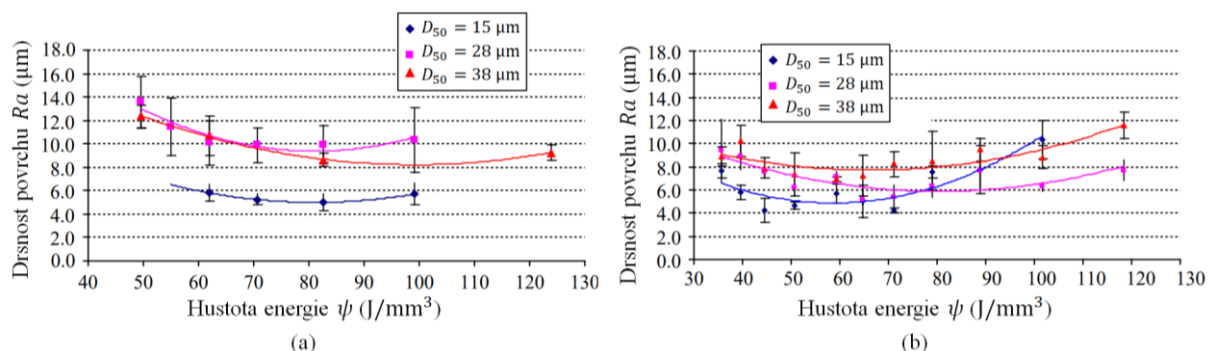 D₅₀ = 15 μm
D₅₀ = 28 μm
D₅₀ = 38 μm
Drsnost povrchu Ra (μm)
18.0
16.0
14.0
12.0
10.0
8.0
6.0
4.0
2.0
0.0
40 50 60 70 80 90 100 110 120 130
Hustota energie ψ (J/mm³)
(a)
D₅₀ = 15 μm
D₅₀ = 28 μm
D₅₀ = 38 μm
Drsnost povrchu Ra (μm)
18.0
16.0
14.0
12.0
10.0
8.0
6.0
4.0
2.0
0.0
30 40 50 60 70 80 90 100 110 120 130
Hustota energie ψ (J/mm³)
(b)